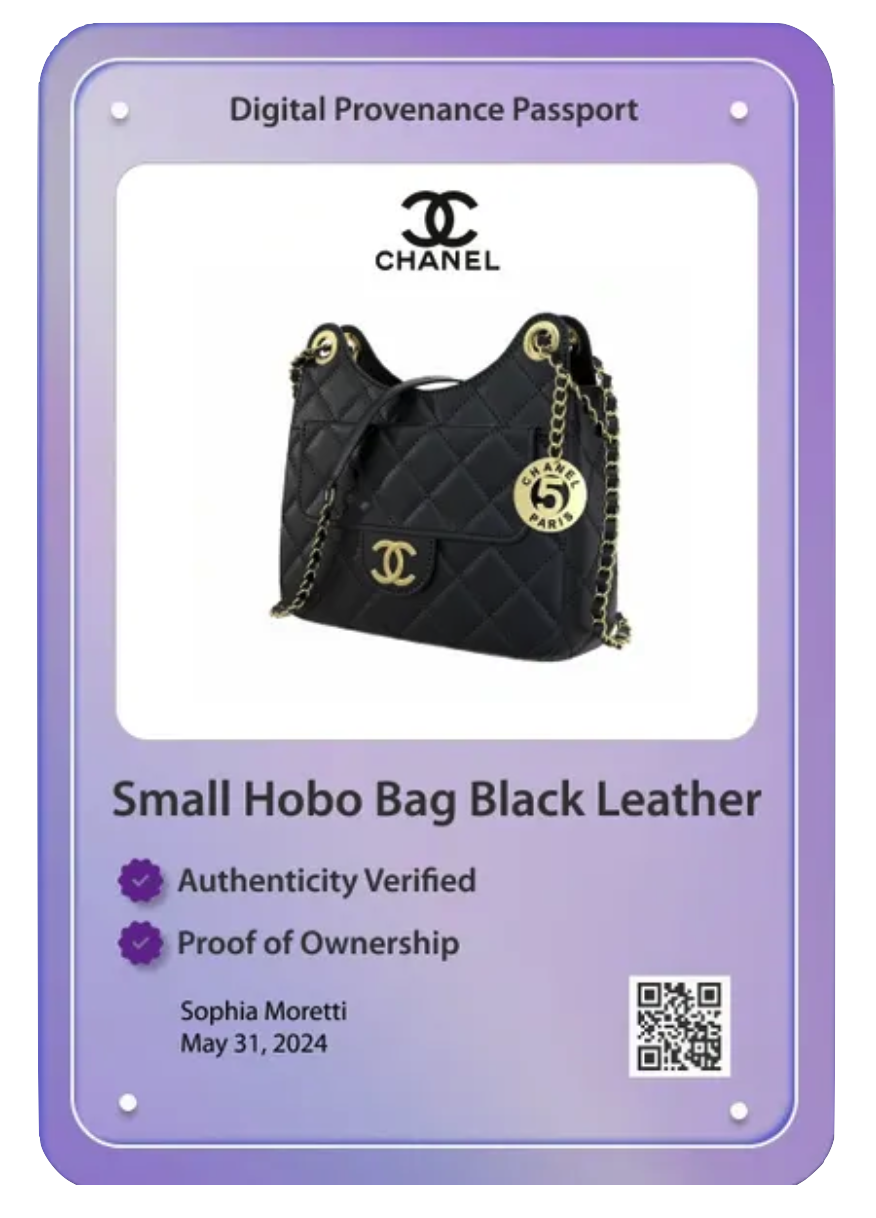 Digital Provenance Passport
CHANEL
CHANEL
5
PARIS
Small Hobo Bag Black Leather
Authenticity Verified
Proof of Ownership
Sophia Moretti
May 31, 2024